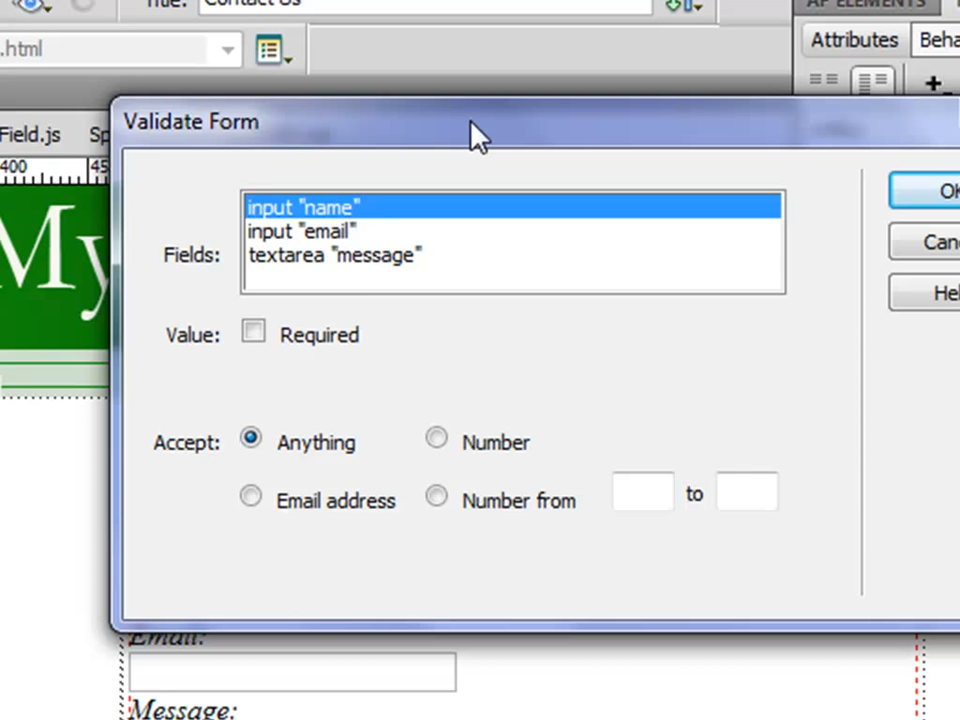 Title: Contact Us
AP ELEMENTS
.html
Attributes
Field.js
400
Validate Form
My
input "name"
input "email"
textarea "message"
Fields:
Value: Required
Accept: Anything Number
Email address Number from to
Email:
Message: